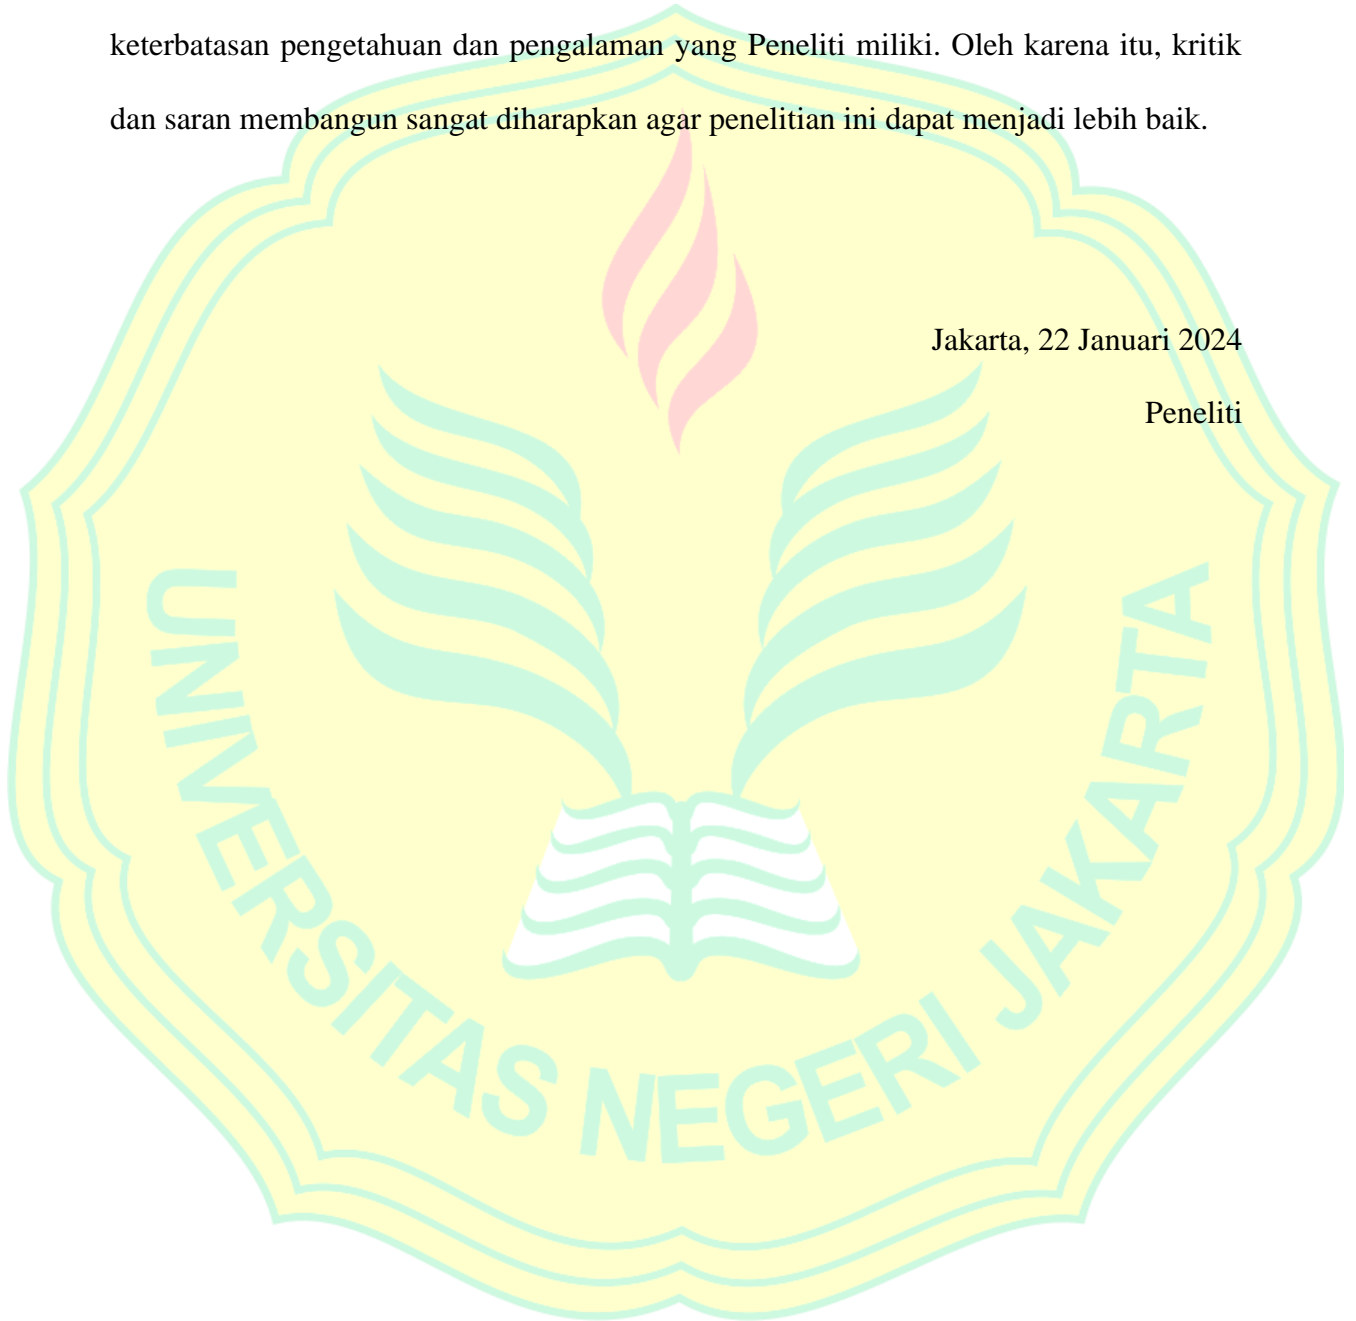 keterbatasan pengetahuan dan pengalaman yang Peneliti miliki. Oleh karena itu, kritik
dan saran membangun sangat diharapkan agar penelitian ini dapat menjadi lebih baik.
Jakarta, 22 Januari 2024
Peneliti
UNIVERSITAS NEGERI JAKARTA